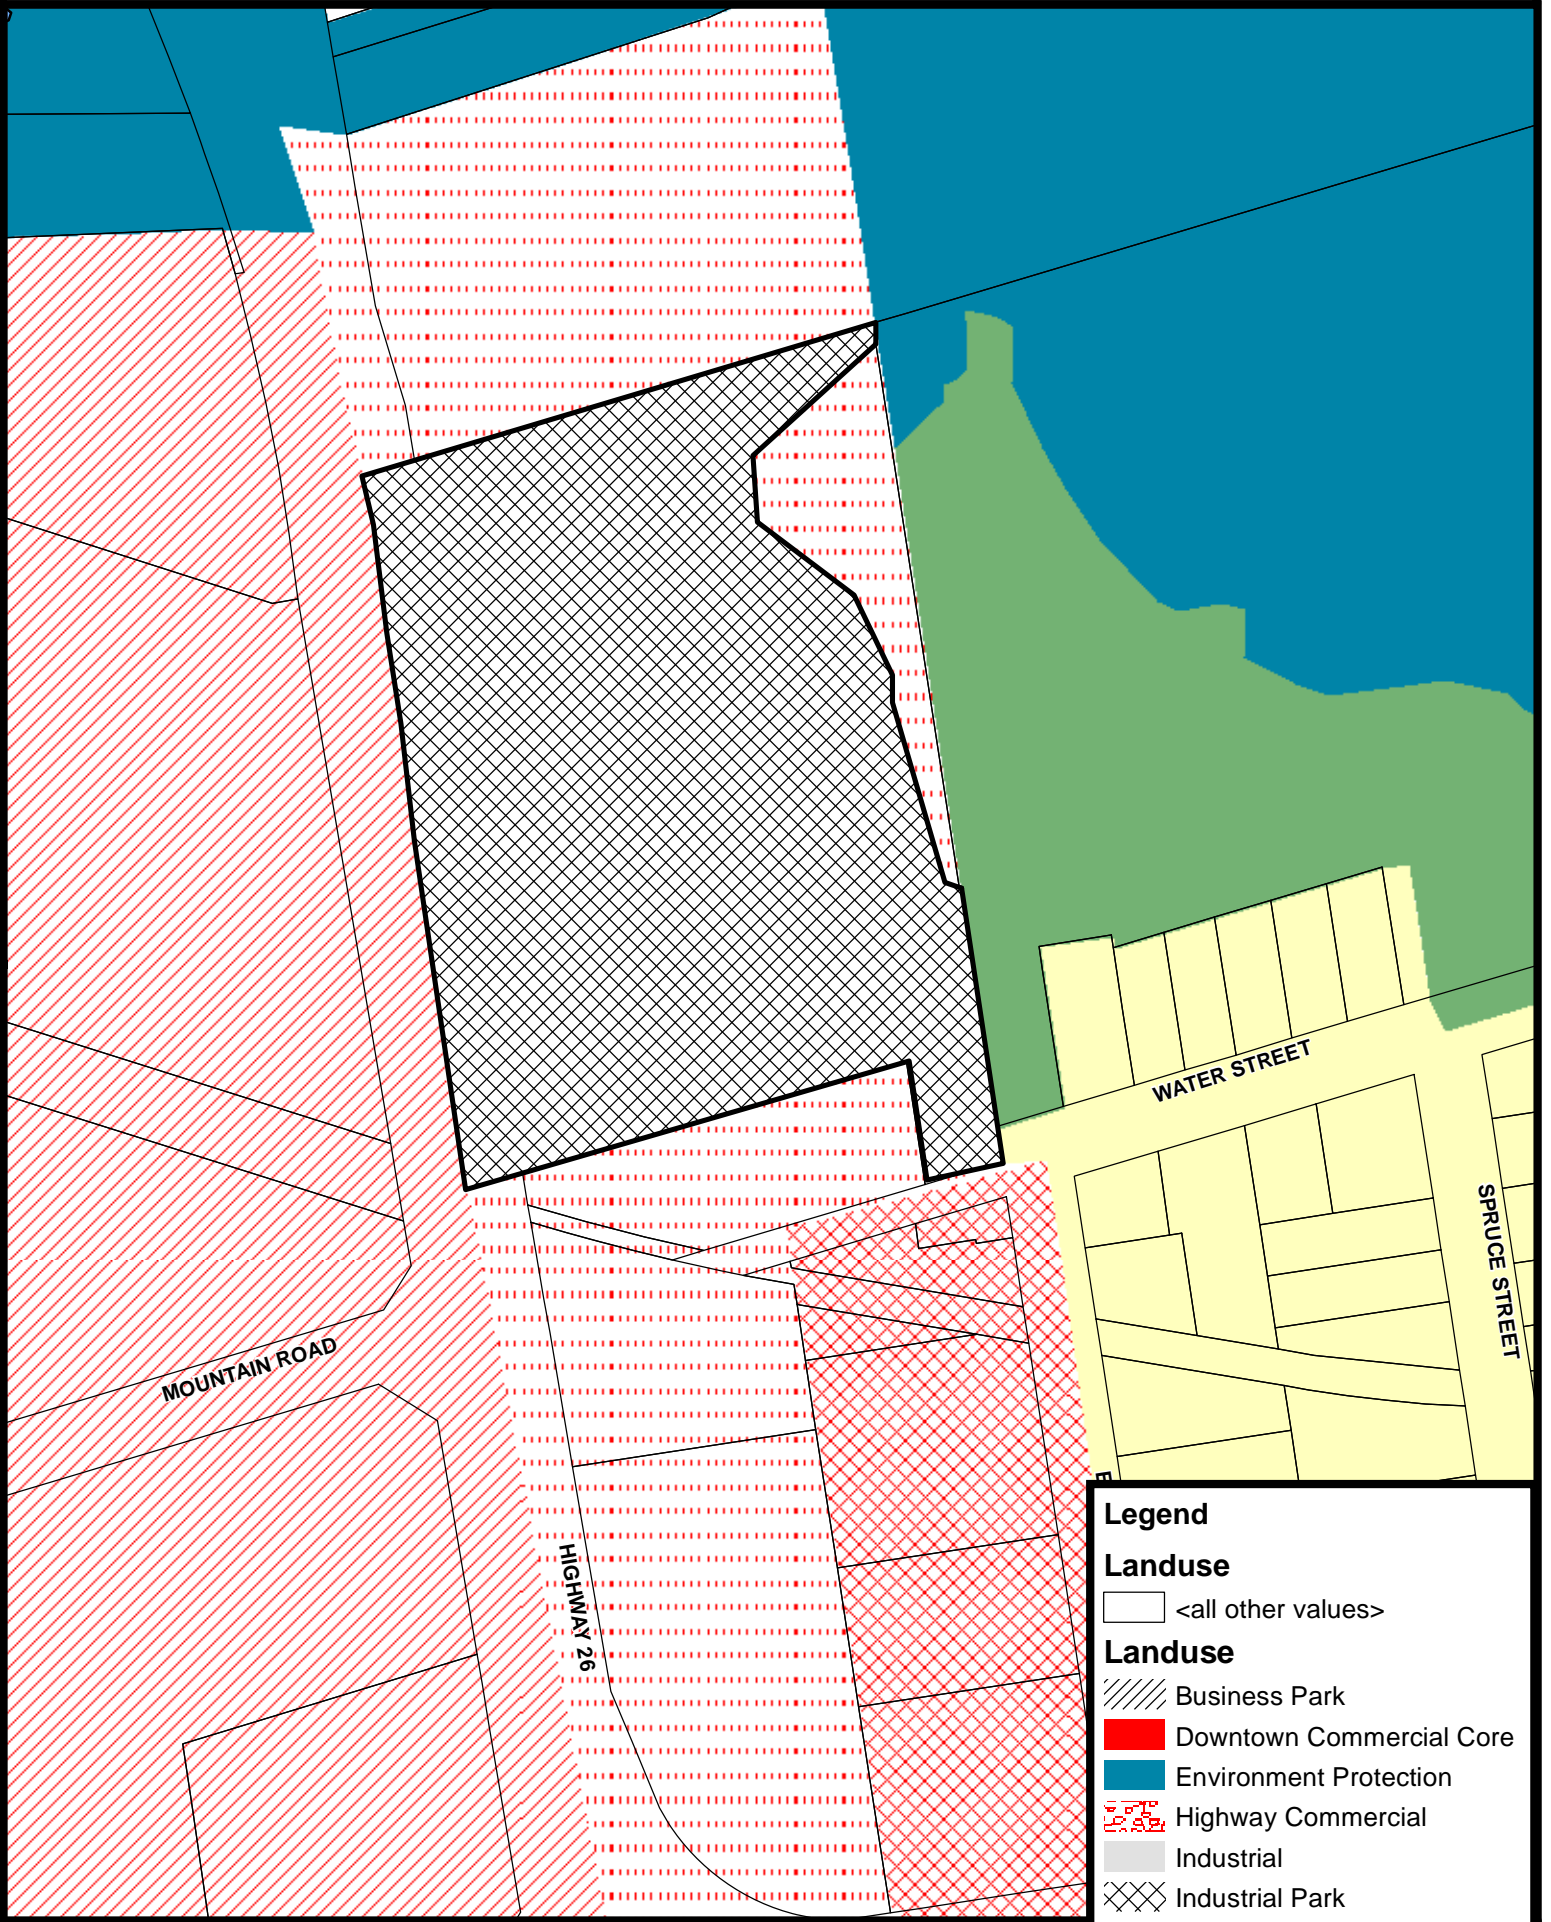 WATER STREET
SPRUCE STREET
MOUNTAIN ROAD
HIGHWAY 26
Legend
Landuse
<all other values>
Landuse
Business Park
Downtown Commercial Core
Environment Protection
Highway Commercial
Industrial
Industrial Park